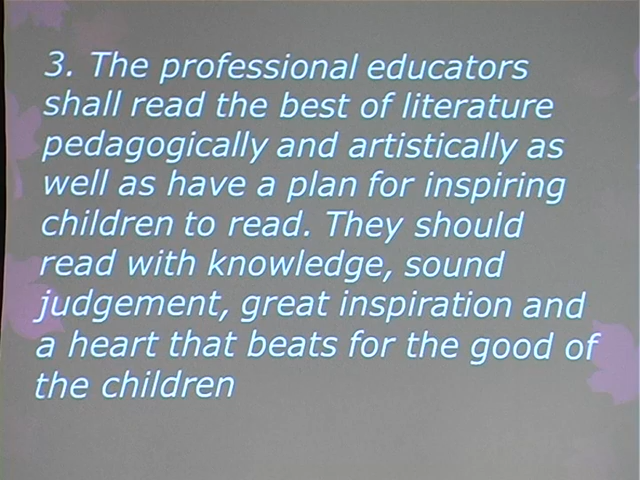 3. The professional educators
shall read the best of literature
pedagogically and artistically as
well as have a plan for inspiring
children to read. They should
read with knowledge, sound
judgement, great inspiration and
a heart that beats for the good of
the children